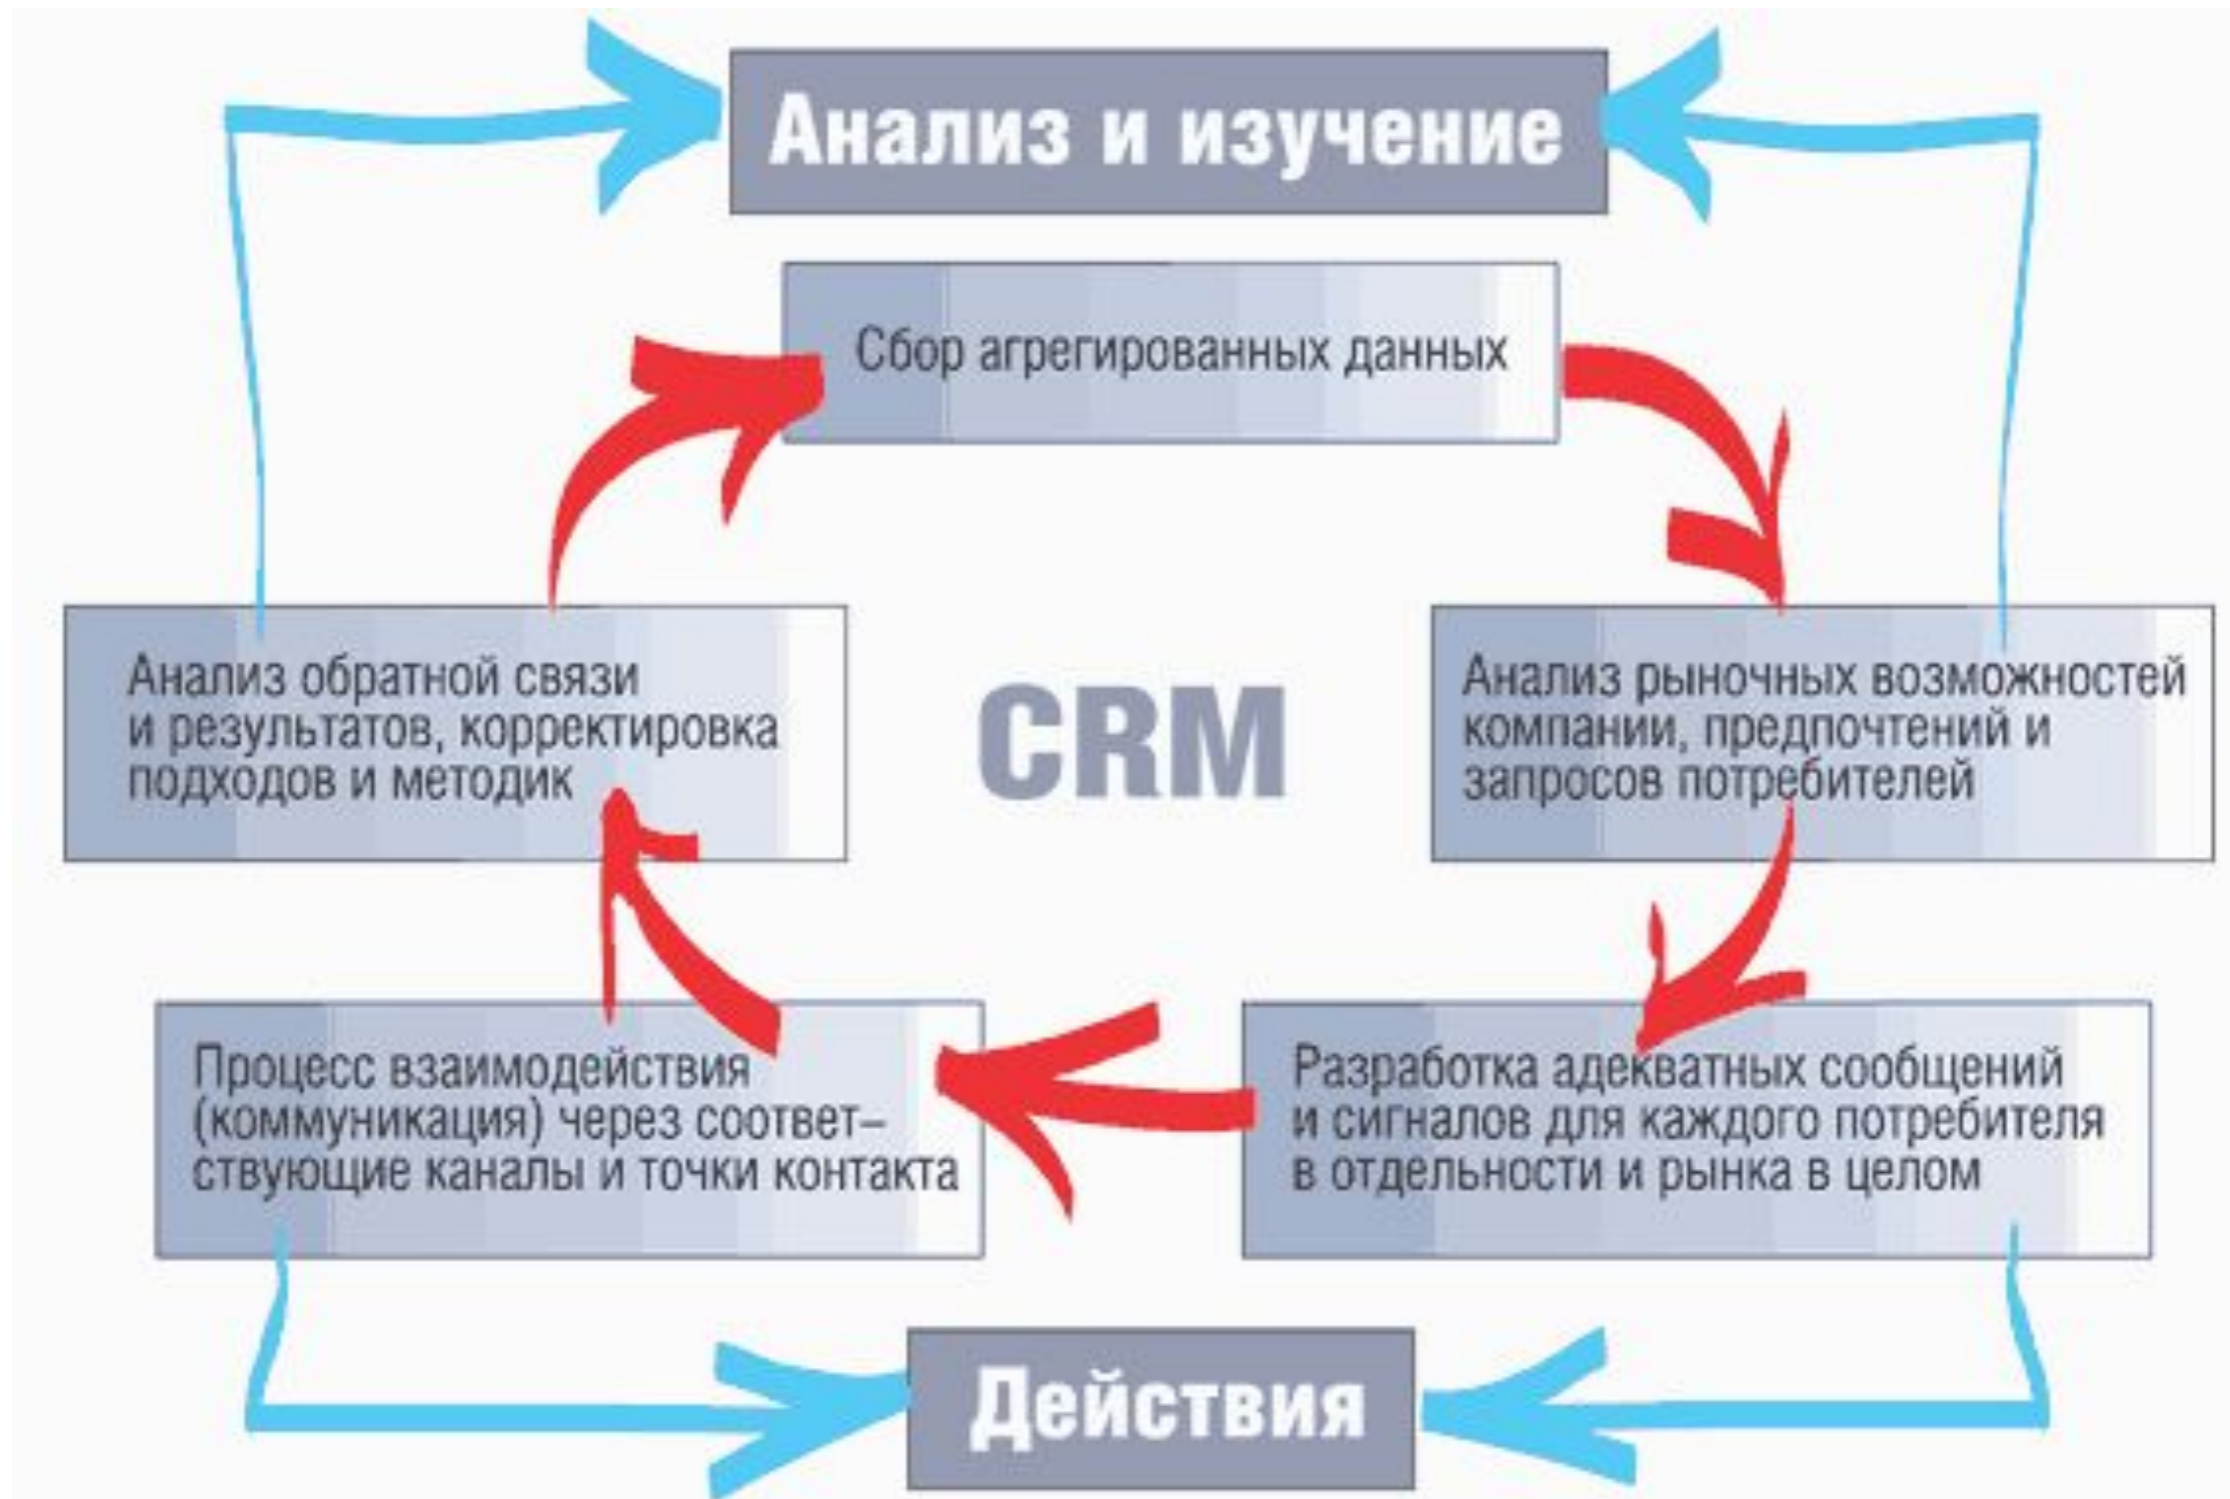 Анализ и изучение
Сбор агрегированных данных
Анализ обратной связи
и результатов, корректировка
подходов и методик
CRM
Анализ рыночных возможностей
компании, предпочтений и
запросов потребителей
Процесс взаимодействия
(коммуникация) через соответ–
ствующие каналы и точки контакта
Разработка адекватных сообщений
и сигналов для каждого потребителя
в отдельности и рынка в целом
Действия